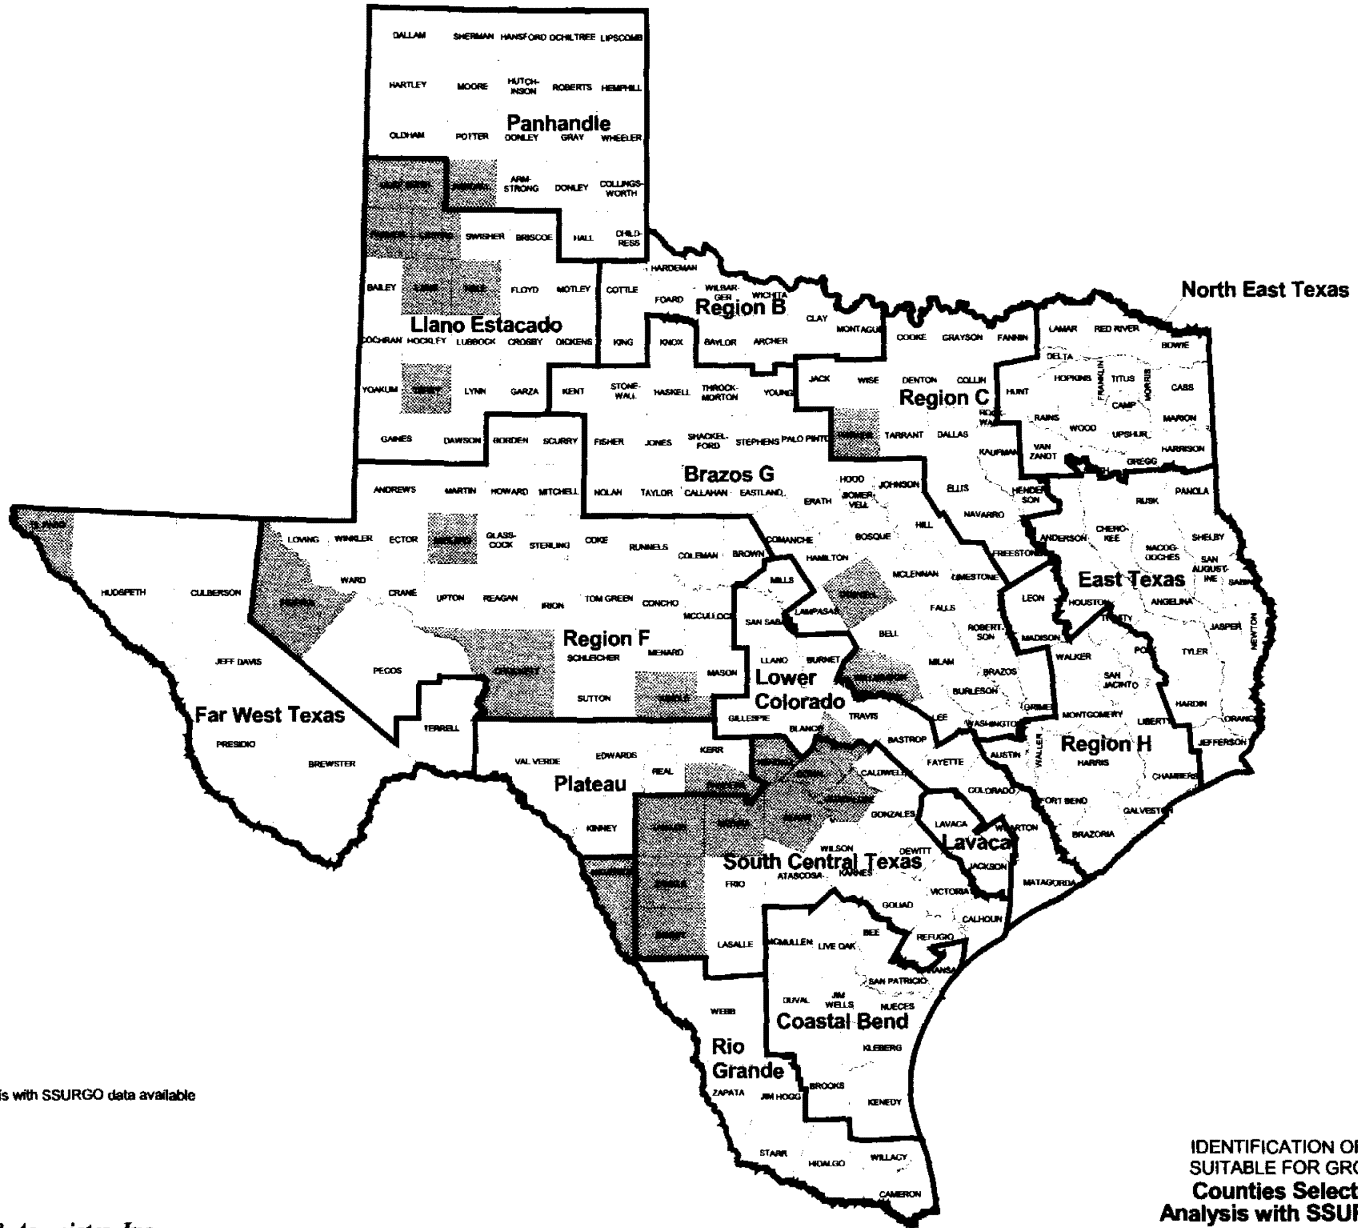 DALLAM SHERMAN HANSFORD OCHILTREE LIPSCOMB
HARTLEY MOORE HUTCH-
INSON ROBERTS HEMPHILL
Panhandle
OLDHAM POTTER DONLEY GRAY WHEELER
ARM-
STRONG DONLEY COLLINGS-
WORTH
SWISHER BRISCOE HALL CHILD-
RESS
HARDEMAN
BAILEY FLOYD MOTLEY COTTLE FOARD WILBAR-
GER WICHITA
Region B
CLAY MONTAGUE
North East Texas
Llano Estacado
COCHRAN HOCKLEY LUBBOCK CROSBY DICKENS KING KNOX BAYLOR ARCHER
COOKE GRAYSON FANNIN LAMAR RED RIVER BOWIE
DELTA HOPKINS FRANKLIN TITUS MORRIS CASS
YOAKUM LYNN GARZA KENT STONE-
WALL HASKELL THROCK-
MORTON YOUNG JACK WISE DENTON COLLIN HUNT
Region C
RAINS WOOD CAMP UPSHUR MARION HARRISON
GAINES DAWSON BORDEN SCURRY FISHER JONES SHACKEL-
FORD STEPHENS PALO PINTO TARRANT DALLAS KAUFMAN VAN
ZANDT GREGG
Brazos G
ANDREWS MARTIN HOWARD MITCHELL NOLAN TAYLOR CALLAHAN EASTLAND ERATH HOOD SOMER
VELL JOHNSON ELLIS HENDER
SON RUSK PANOLA
EL PASO LOVING WINKLER ECTOR MIDLAND GLASS-
COCK STERLING COKE RUNNELS COLEMAN BROWN COMANCHE HAMILTON BOSQUE HILL NAVARRO FREESTONE ANDERSON CHERO-
KEE NACOG-
DOCHES SHELBY SAN
AUGUST-
INE SABINE
HUDSPETH CULBERSON WARD CRANE UPTON REAGAN IRION TOM GREEN CONCHO MCCULLOCH MILLS LAMPASAS MCLENNAN LIMESTONE LEON
East Texas
HOUSTON TRINITY ANGELINA
Region F
SAN SABA BELL FALLS ROBERT-
SON MADISON WALKER POLK TYLER JASPER NEWTON
JEFF DAVIS PECOS CROCKETT SCHLEICHER MENARD MASON LLANO BURNET WILLIAMSON MILAM BRAZOS SAN
JACINTO
Lower
Colorado
SUTTON KIMBLE GILLESPIE BLANCO TRAVIS BURLESON GRIMES MONTGOMERY LIBERTY HARDIN ORANGE
Far West Texas
PRESIDIO BREWSTER TERRELL LEE WASHINGTON BASTROP FAYETTE AUSTIN WALLER
Region H
HARRIS CHAMBERS JEFFERSON
VAL VERDE EDWARDS REAL KERR
Plateau
KINNEY CALDWELL GONZALES COLORADO FORT BEND GALVESTON
LAVACA WHARTON BRAZORIA
Lavaca
WILSON DEWITT JACKSON
South Central Texas
FRIO ATASCOSA KARNES VICTORIA MATAGORDA
GOLIAD CALHOUN
LASALLE MCMULLEN LIVE OAK BEE REFUGIO
SAN PATRICIO
WEBB DUVAL JIM
WELLS NUECES
Coastal Bend
Rio
Grande
KLEBERG
ZAPATA JIM HOGG BROOKS KENEDY
STARR HIDALGO WILLACY
CAMERON
is with SSURGO data available
IDENTIFICATION OF
SUITABLE FOR GRO
Counties Select
Analysis with SSUR